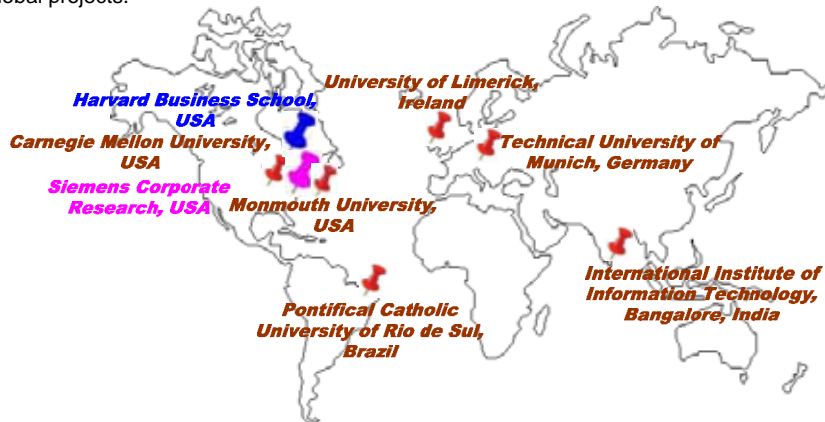 obal projects.
University of Limerick,
Ireland
Harvard Business School,
USA
Carnegie Mellon University,
USA
Technical University of
Munich, Germany
Siemens Corporate
Research, USA
Monmouth University,
USA
International Institute of
Information Technology,
Bangalore, India
Pontifical Catholic
University of Rio de Sul,
Brazil